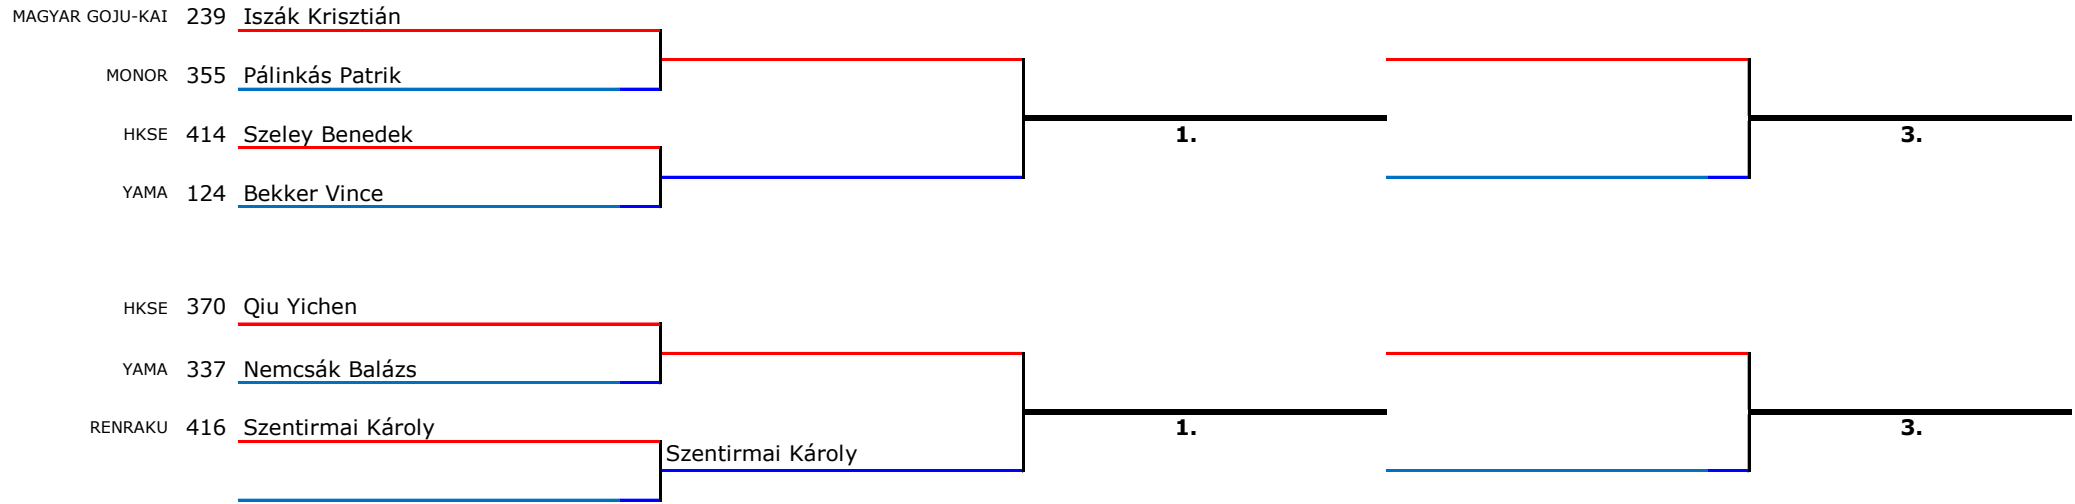 MAGYAR GOJU-KAI 239 Iszák Krisztián
MONOR 355 Pálinkás Patrik
HKSE 414 Szeley Benedek
1.
3.
YAMA 124 Bekker Vince
HKSE 370 Qiu Yichen
YAMA 337 Nemcsák Balázs
RENRAKU 416 Szentirmai Károly
1.
3.
Szentirmai Károly